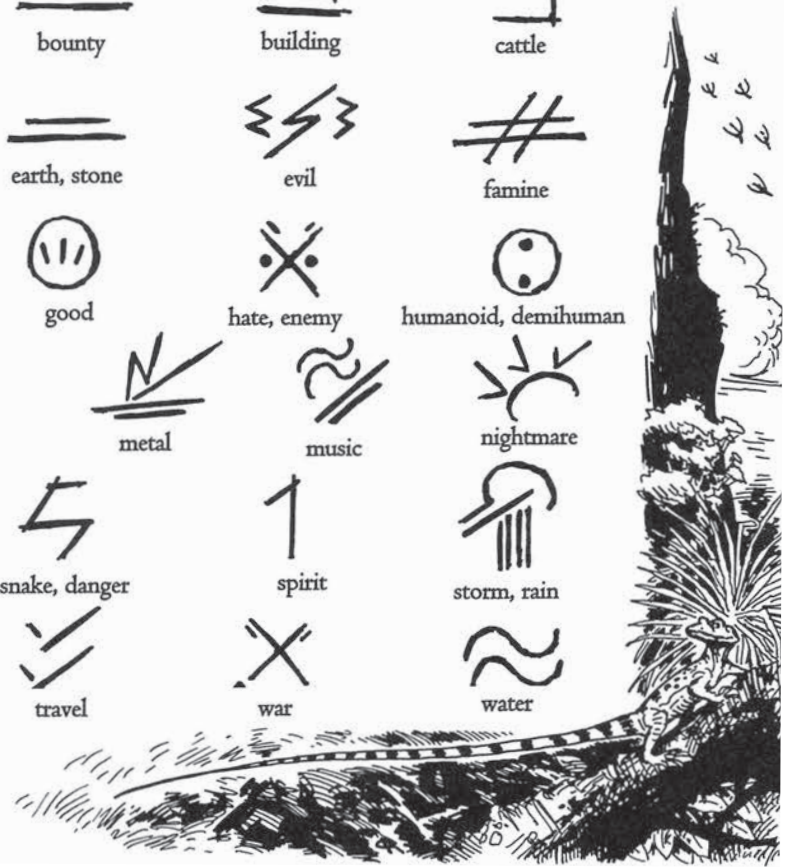 bounty building cattle
earth, stone evil famine
good hate, enemy humanoid, demihuman
metal music nightmare
snake, danger spirit storm, rain
travel war water